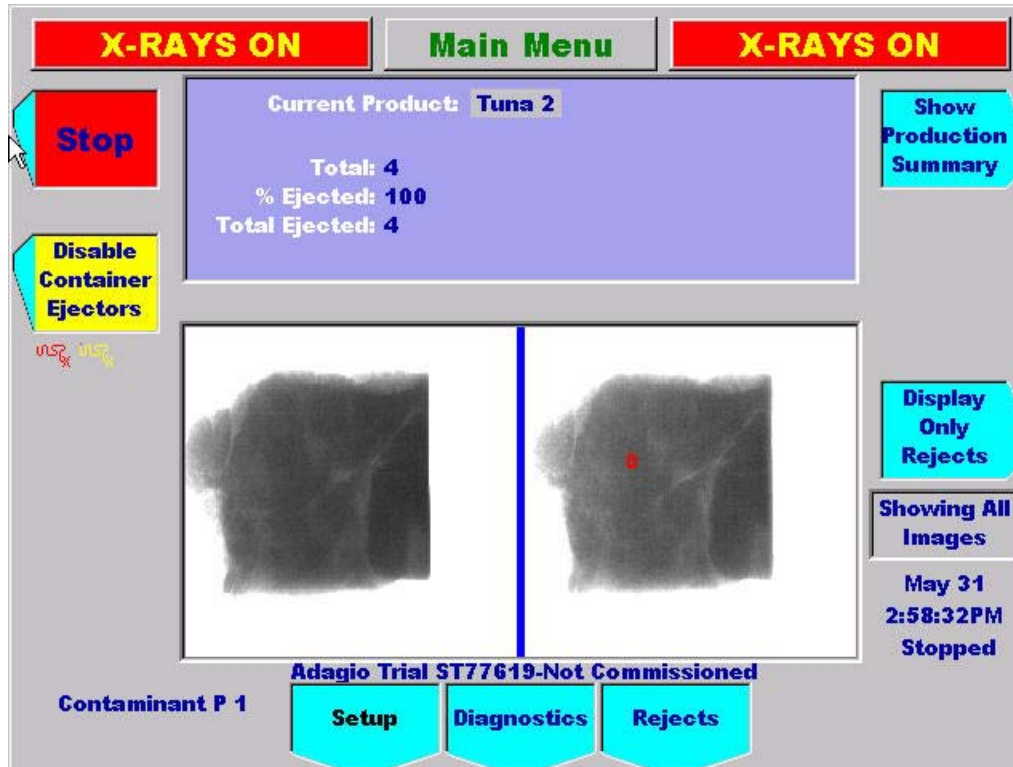 X-RAYS ON
Main Menu
X-RAYS ON
Stop
Current Product: Tuna 2
Total: 4
% Ejected: 100
Total Ejected: 4
Show
Production
Summary
Disable
Container
Ejectors
Display
Only
Rejects
Showing All
Images
May 31
2:58:32PM
Stopped
Adagio Trial ST77619-Not Commissioned
Contaminant P 1
Setup
Diagnostics
Rejects